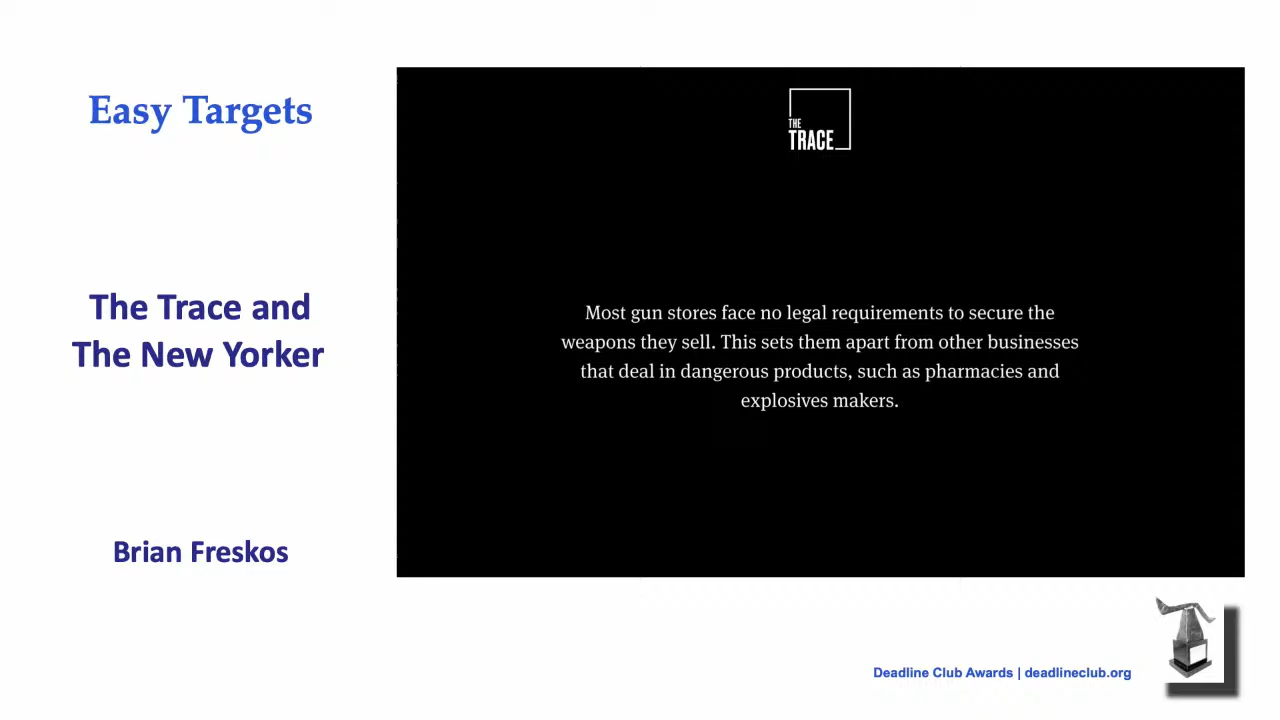 Easy Targets
The Trace and
The New Yorker
Brian Freskos
THE
TRACE
Most gun stores face no legal requirements to secure the
weapons they sell. This sets them apart from other businesses
that deal in dangerous products, such as pharmacies and
explosives makers.
Deadline Club Awards | deadlineclub.org